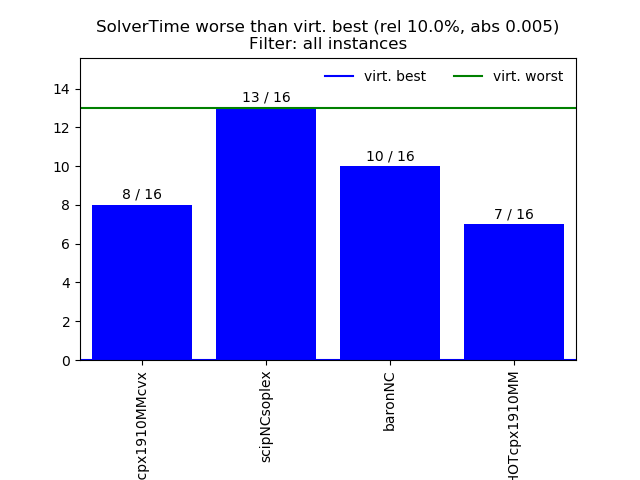 SolverTime worse than virt. best (rel 10.0%, abs 0.005)
Filter: all instances
virt. best
virt. worst
14
12
10
8
6
4
2
0
8 / 16
13 / 16
10 / 16
7 / 16
cpx1910MMcvx
scipNCsoplex
baronNC
HOTcpx1910MM